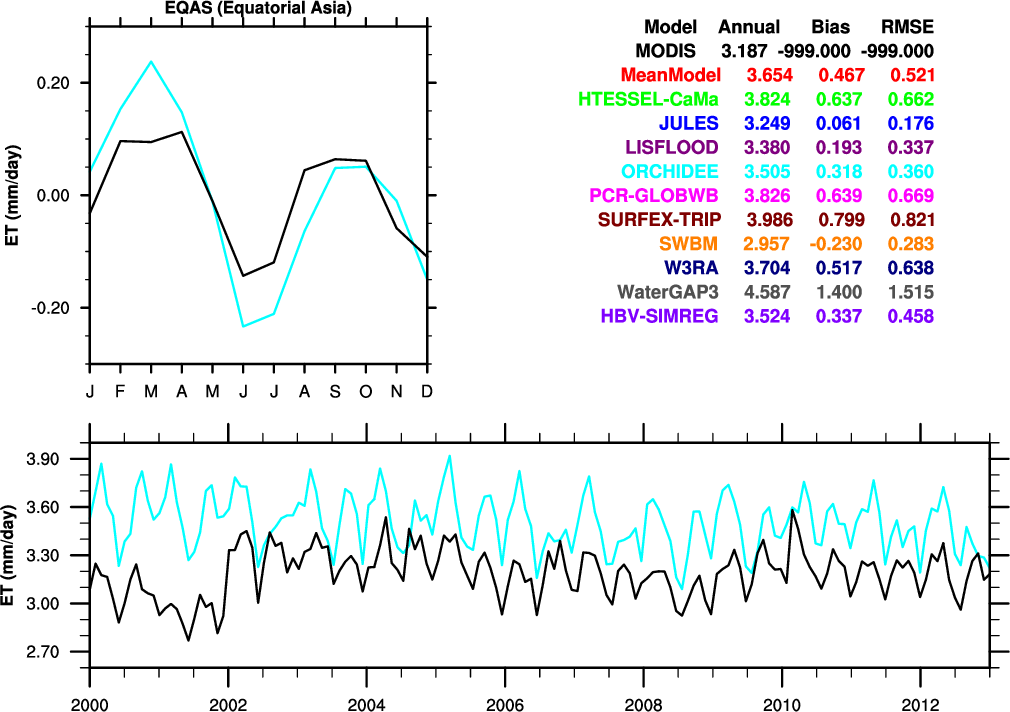 EQAS (Equatorial Asia)
ET (mm/day)
0.20
0.00
-0.20
J F M A M J J A S O N D
Model Annual Bias RMSE
MODIS 3.187 -999.000 -999.000
MeanModel 3.654 0.467 0.521
HTESSEL-CaMa 3.824 0.637 0.662
JULES 3.249 0.061 0.176
LISFLOOD 3.380 0.193 0.337
ORCHIDEE 3.505 0.318 0.360
PCR-GLOBWB 3.826 0.639 0.669
SURFEX-TRIP 3.986 0.799 0.821
SWBM 2.957 -0.230 0.283
W3RA 3.704 0.517 0.638
WaterGAP3 4.587 1.400 1.515
HBV-SIMREG 3.524 0.337 0.458
ET (mm/day)
3.90
3.60
3.30
3.00
2.70
2000 2002 2004 2006 2008 2010 2012